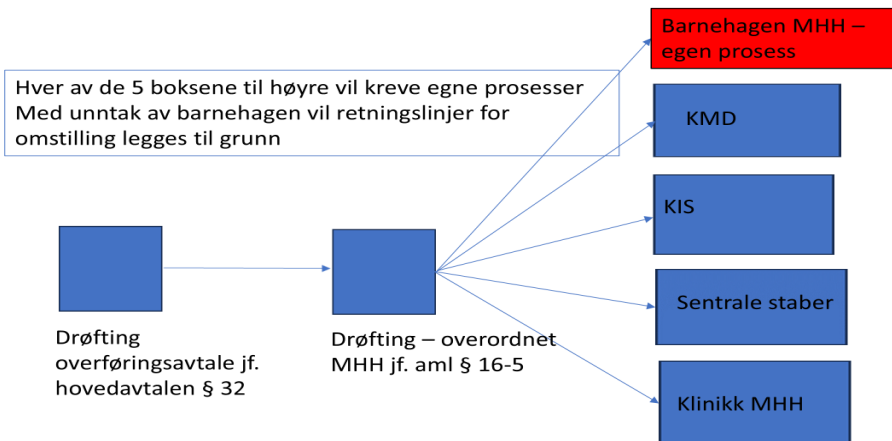 Barnehagen MHH –
egen prosess
Hver av de 5 boksene til høyre vil kreve egne prosesser
Med unntak av barnehagen vil retningslinjer for
omstilling legges til grunn
KMD
KIS
Sentrale staber
Drøfting
overføringsavtale jf.
hovedavtalen § 32
Drøfting – overordnet
MHH jf. aml § 16-5
Klinikk MHH